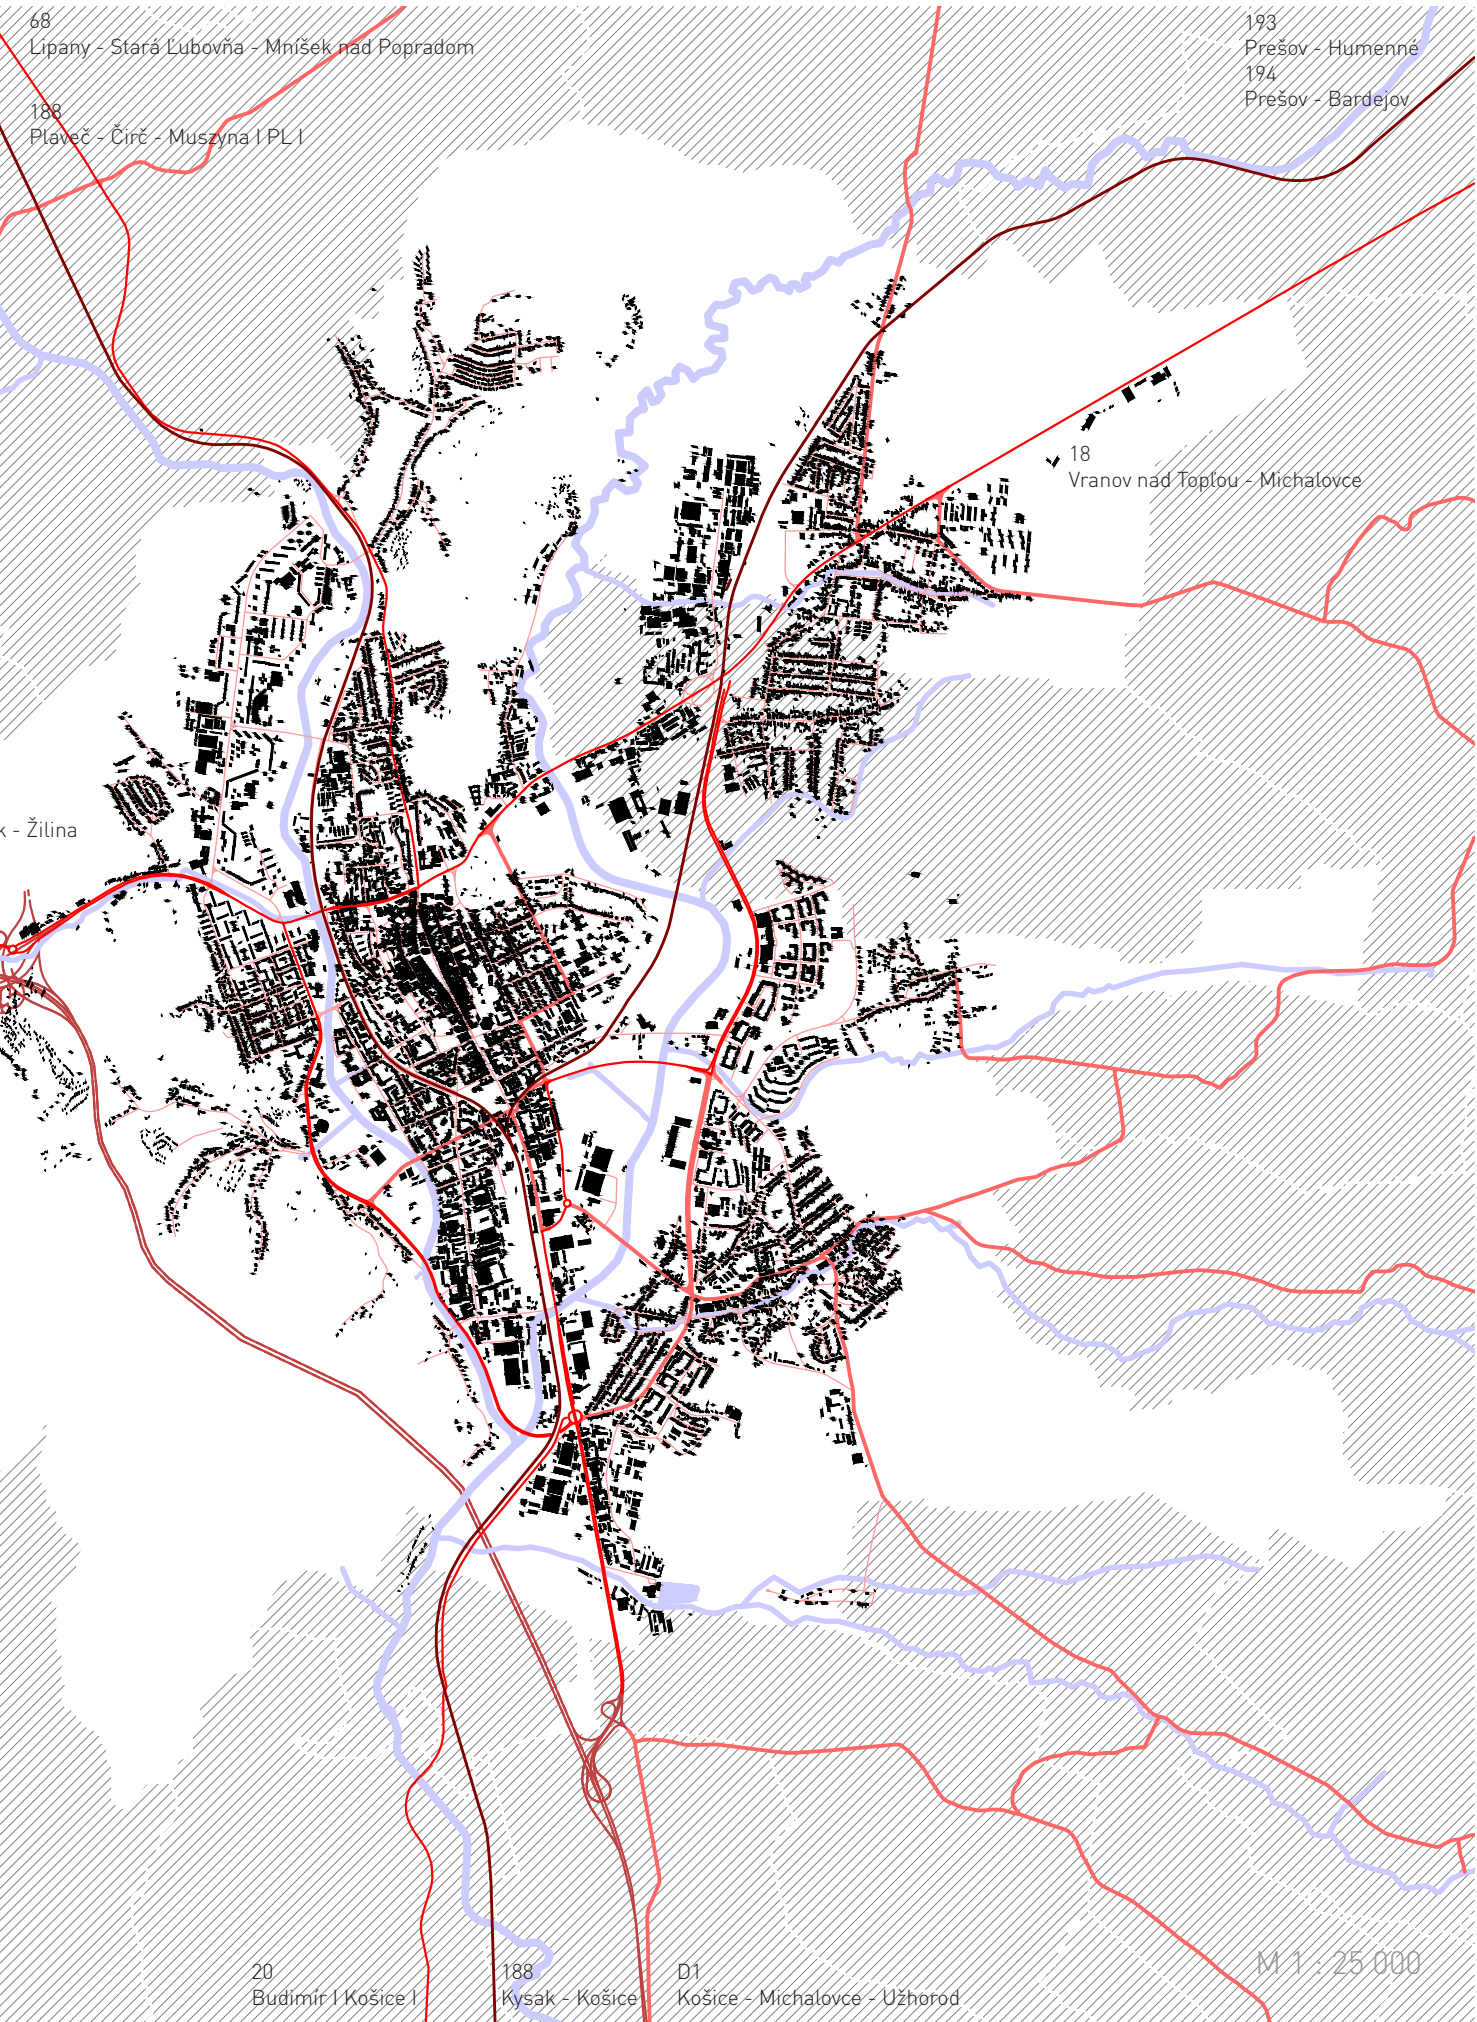 68
Lipany - Stará Ľubovňa - Mníšek nad Popradom
188
Plaveč - Čirč - Muszyna I PL I
193
Prešov - Humenné
194
Prešov - Bardejov
18
Vranov nad Topľou - Michalovce
k - Žilina
20
Budimír I Košice I
188
Kysak - Košice
D1
Košice - Michalovce - Užhorod
M 1 : 25 000